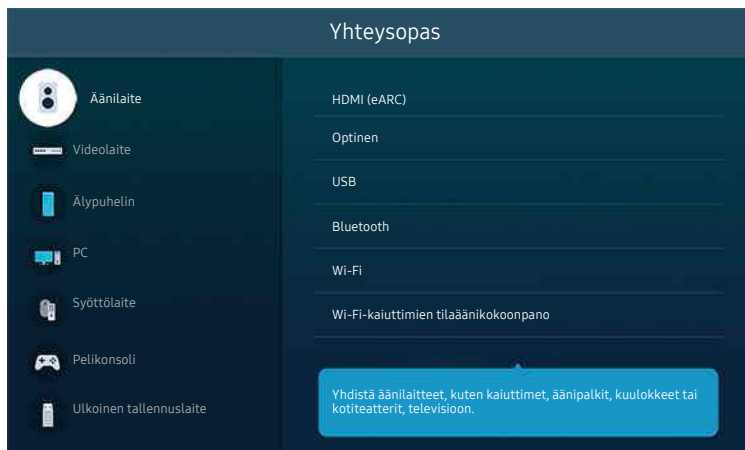 Yhteysopas
Äänilaite
Videolaite
Älypuhelin
PC
Syöttölaite
Pelikonsoli
Ulkoinen tallennuslaite
HDMI (eARC)
Optinen
USB
Bluetooth
Wi-Fi
Wi-Fi-kaiuttimien tilaäänikokoonpano
Yhdistä äänilaitteet, kuten kaiuttimet, äänipalkit, kuulokkeet tai
kotiteatterit, televisioon.